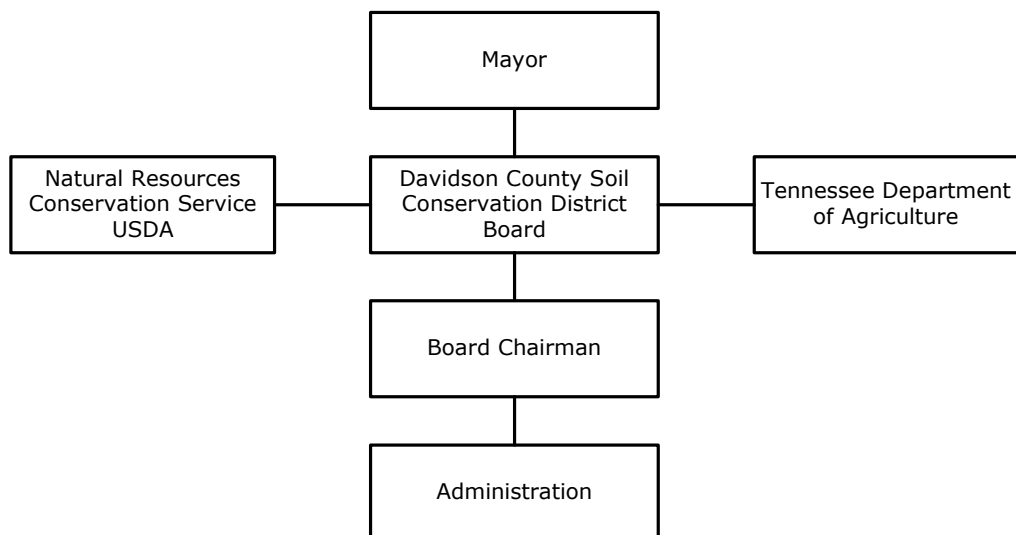 Mayor
Natural Resources
Conservation Service
USDA
Davidson County Soil
Conservation District
Board
Tennessee Department
of Agriculture
Board Chairman
Administration